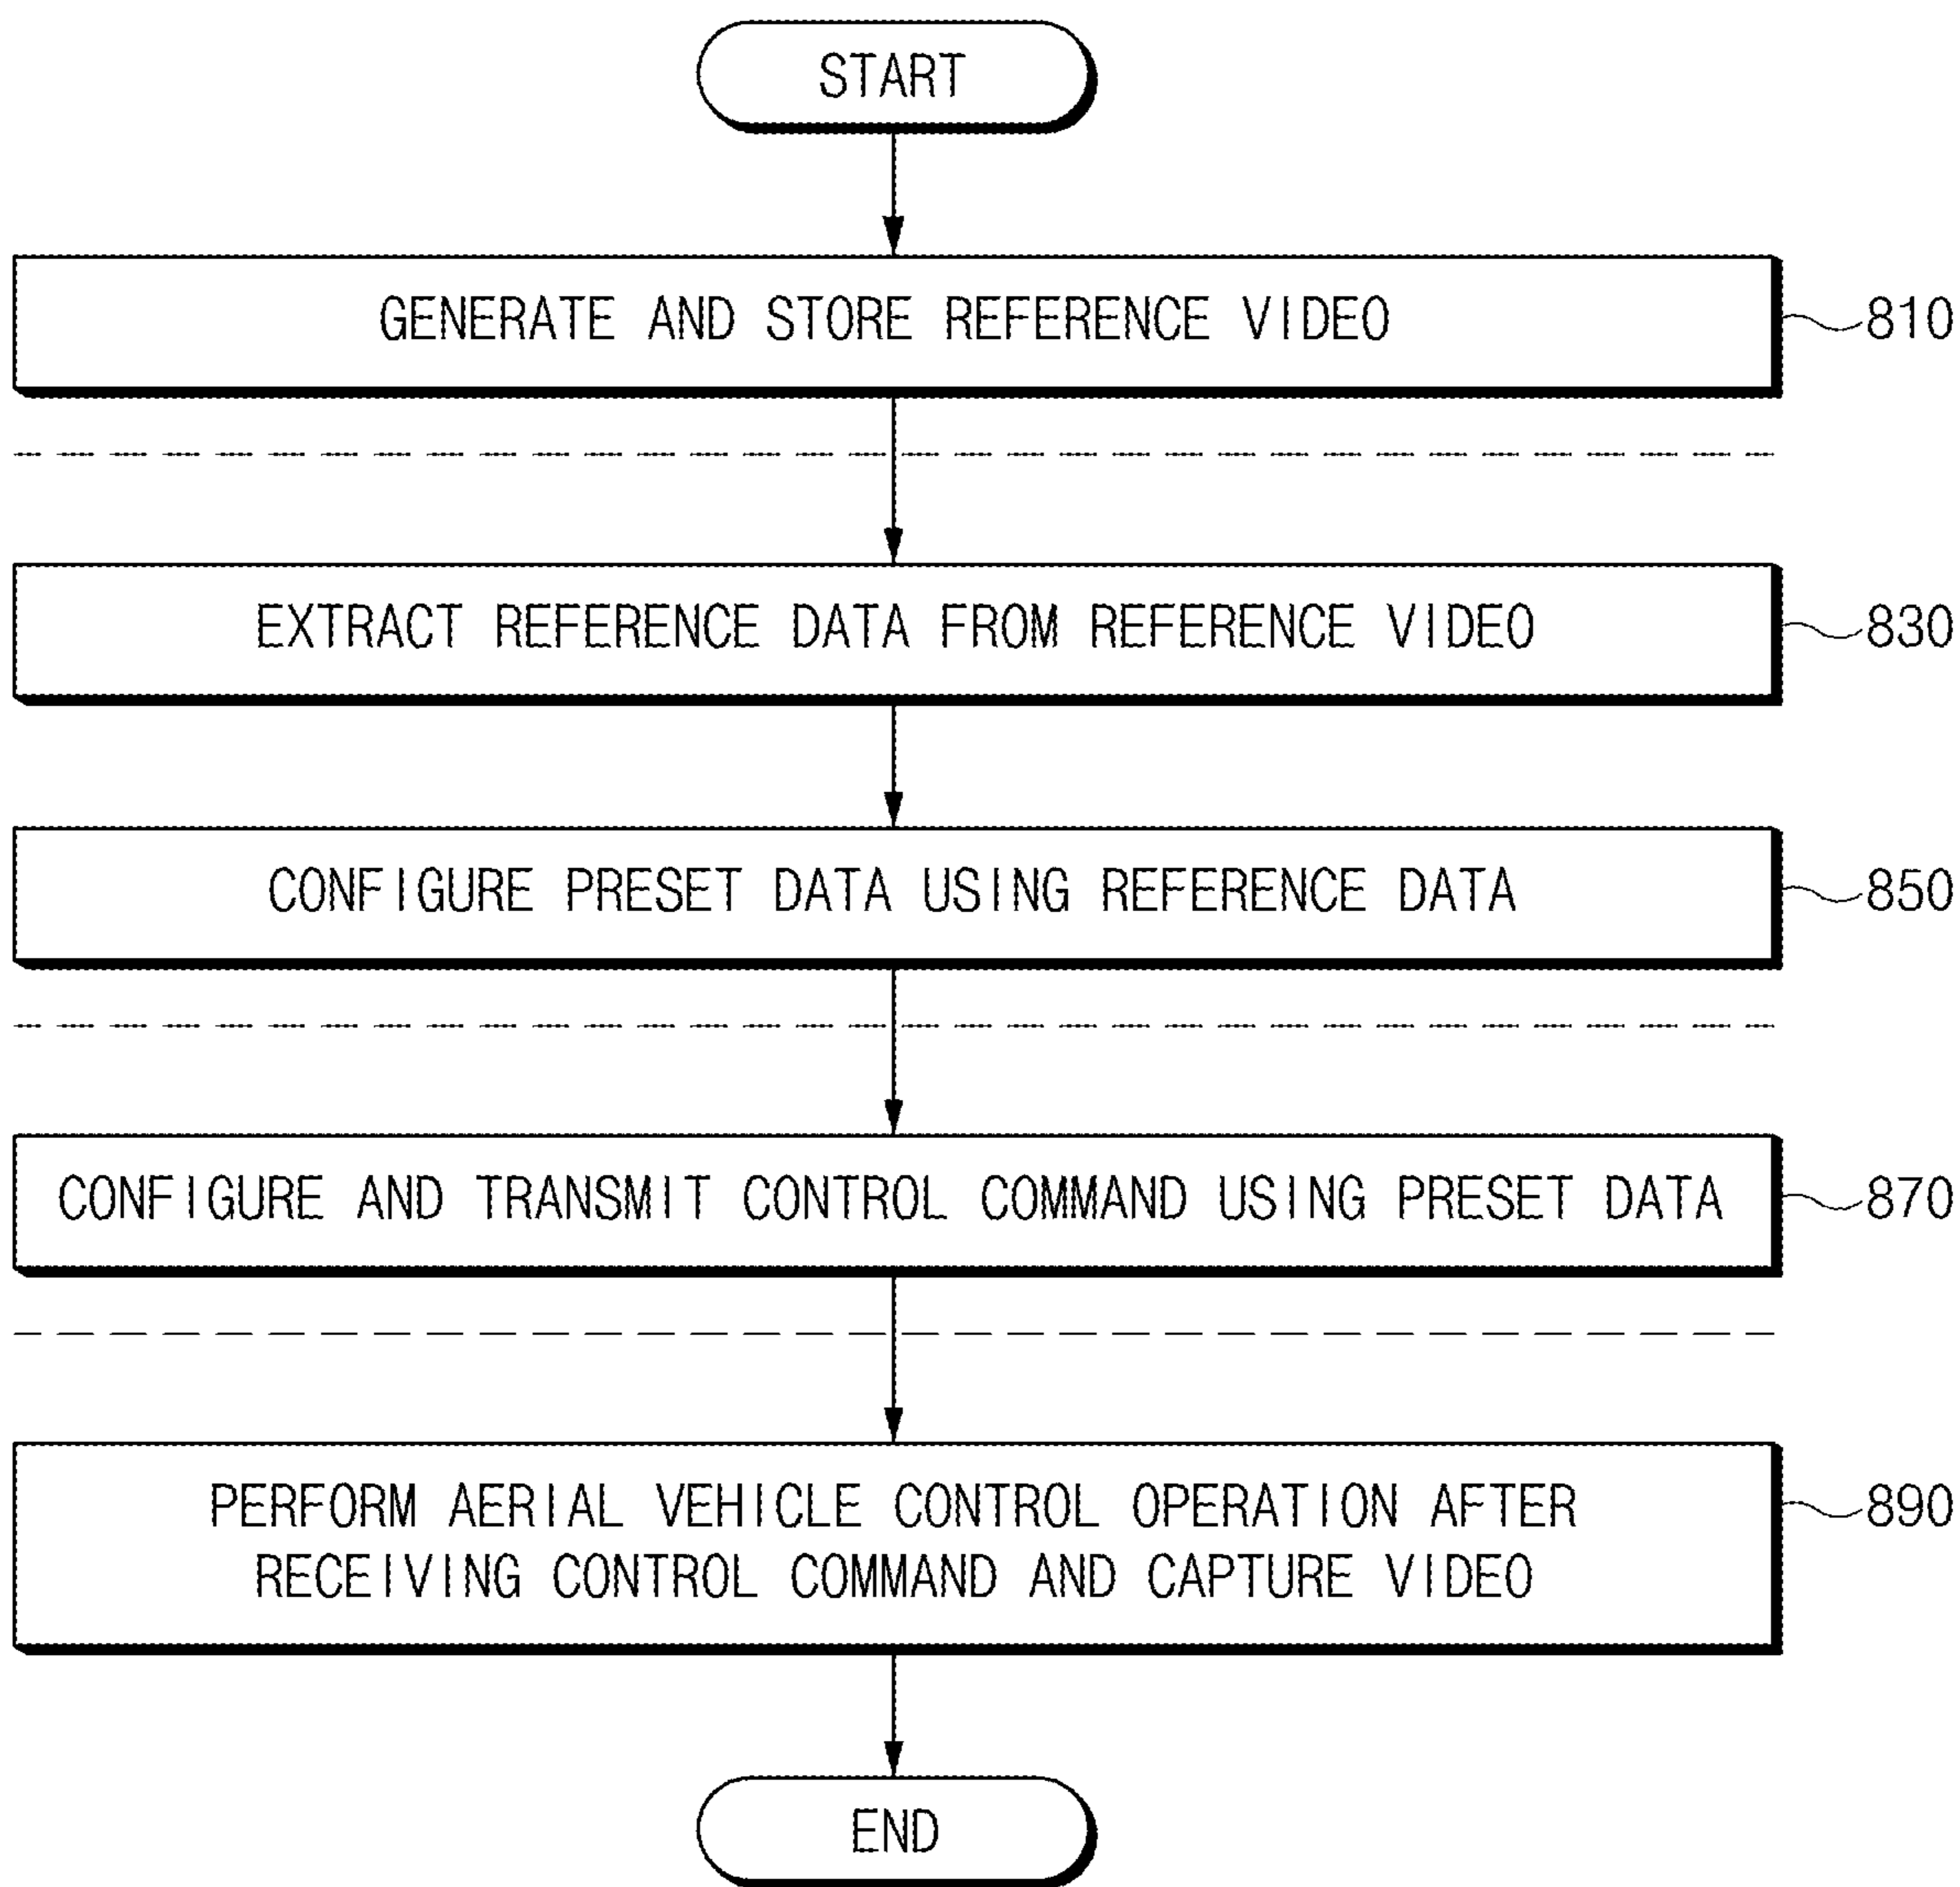 START
GENERATE AND STORE REFERENCE VIDEO
810
EXTRACT REFERENCE DATA FROM REFERENCE VIDEO
830
CONFIGURE PRESET DATA USING REFERENCE DATA
850
CONFIGURE AND TRANSMIT CONTROL COMMAND USING PRESET DATA
870
PERFORM AERIAL VEHICLE CONTROL OPERATION AFTER
RECEIVING CONTROL COMMAND AND CAPTURE VIDEO
890
END